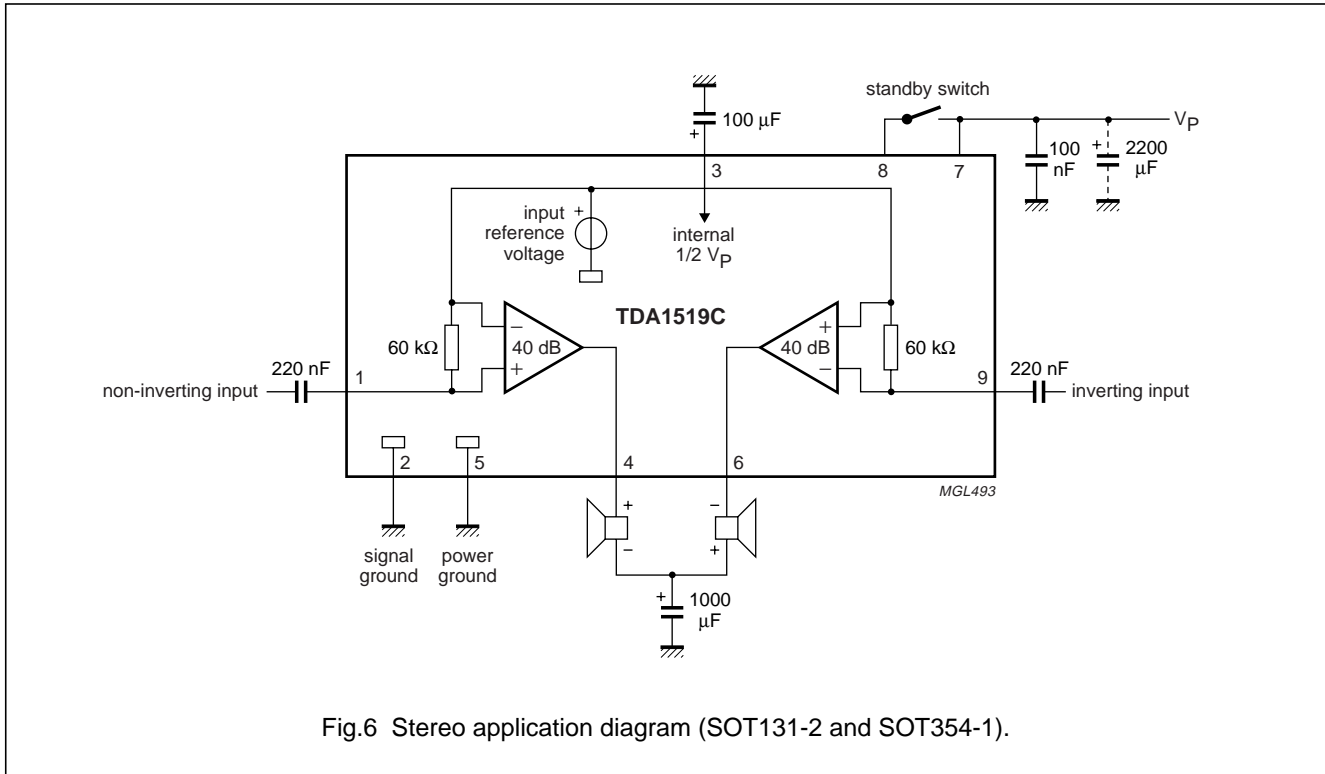 standby switch
100 μF
+
VP
100 nF
+
2200 μF
3
8
7
input reference voltage
+
internal 1/2 VP
TDA1519C
60 kΩ
−
+
40 dB
+
−
40 dB
60 kΩ
non-inverting input
220 nF
1
9
220 nF
inverting input
2
5
4
6
MGL493
signal ground
power ground
+
−
−
+
+
1000 μF
Fig.6 Stereo application diagram (SOT131-2 and SOT354-1).